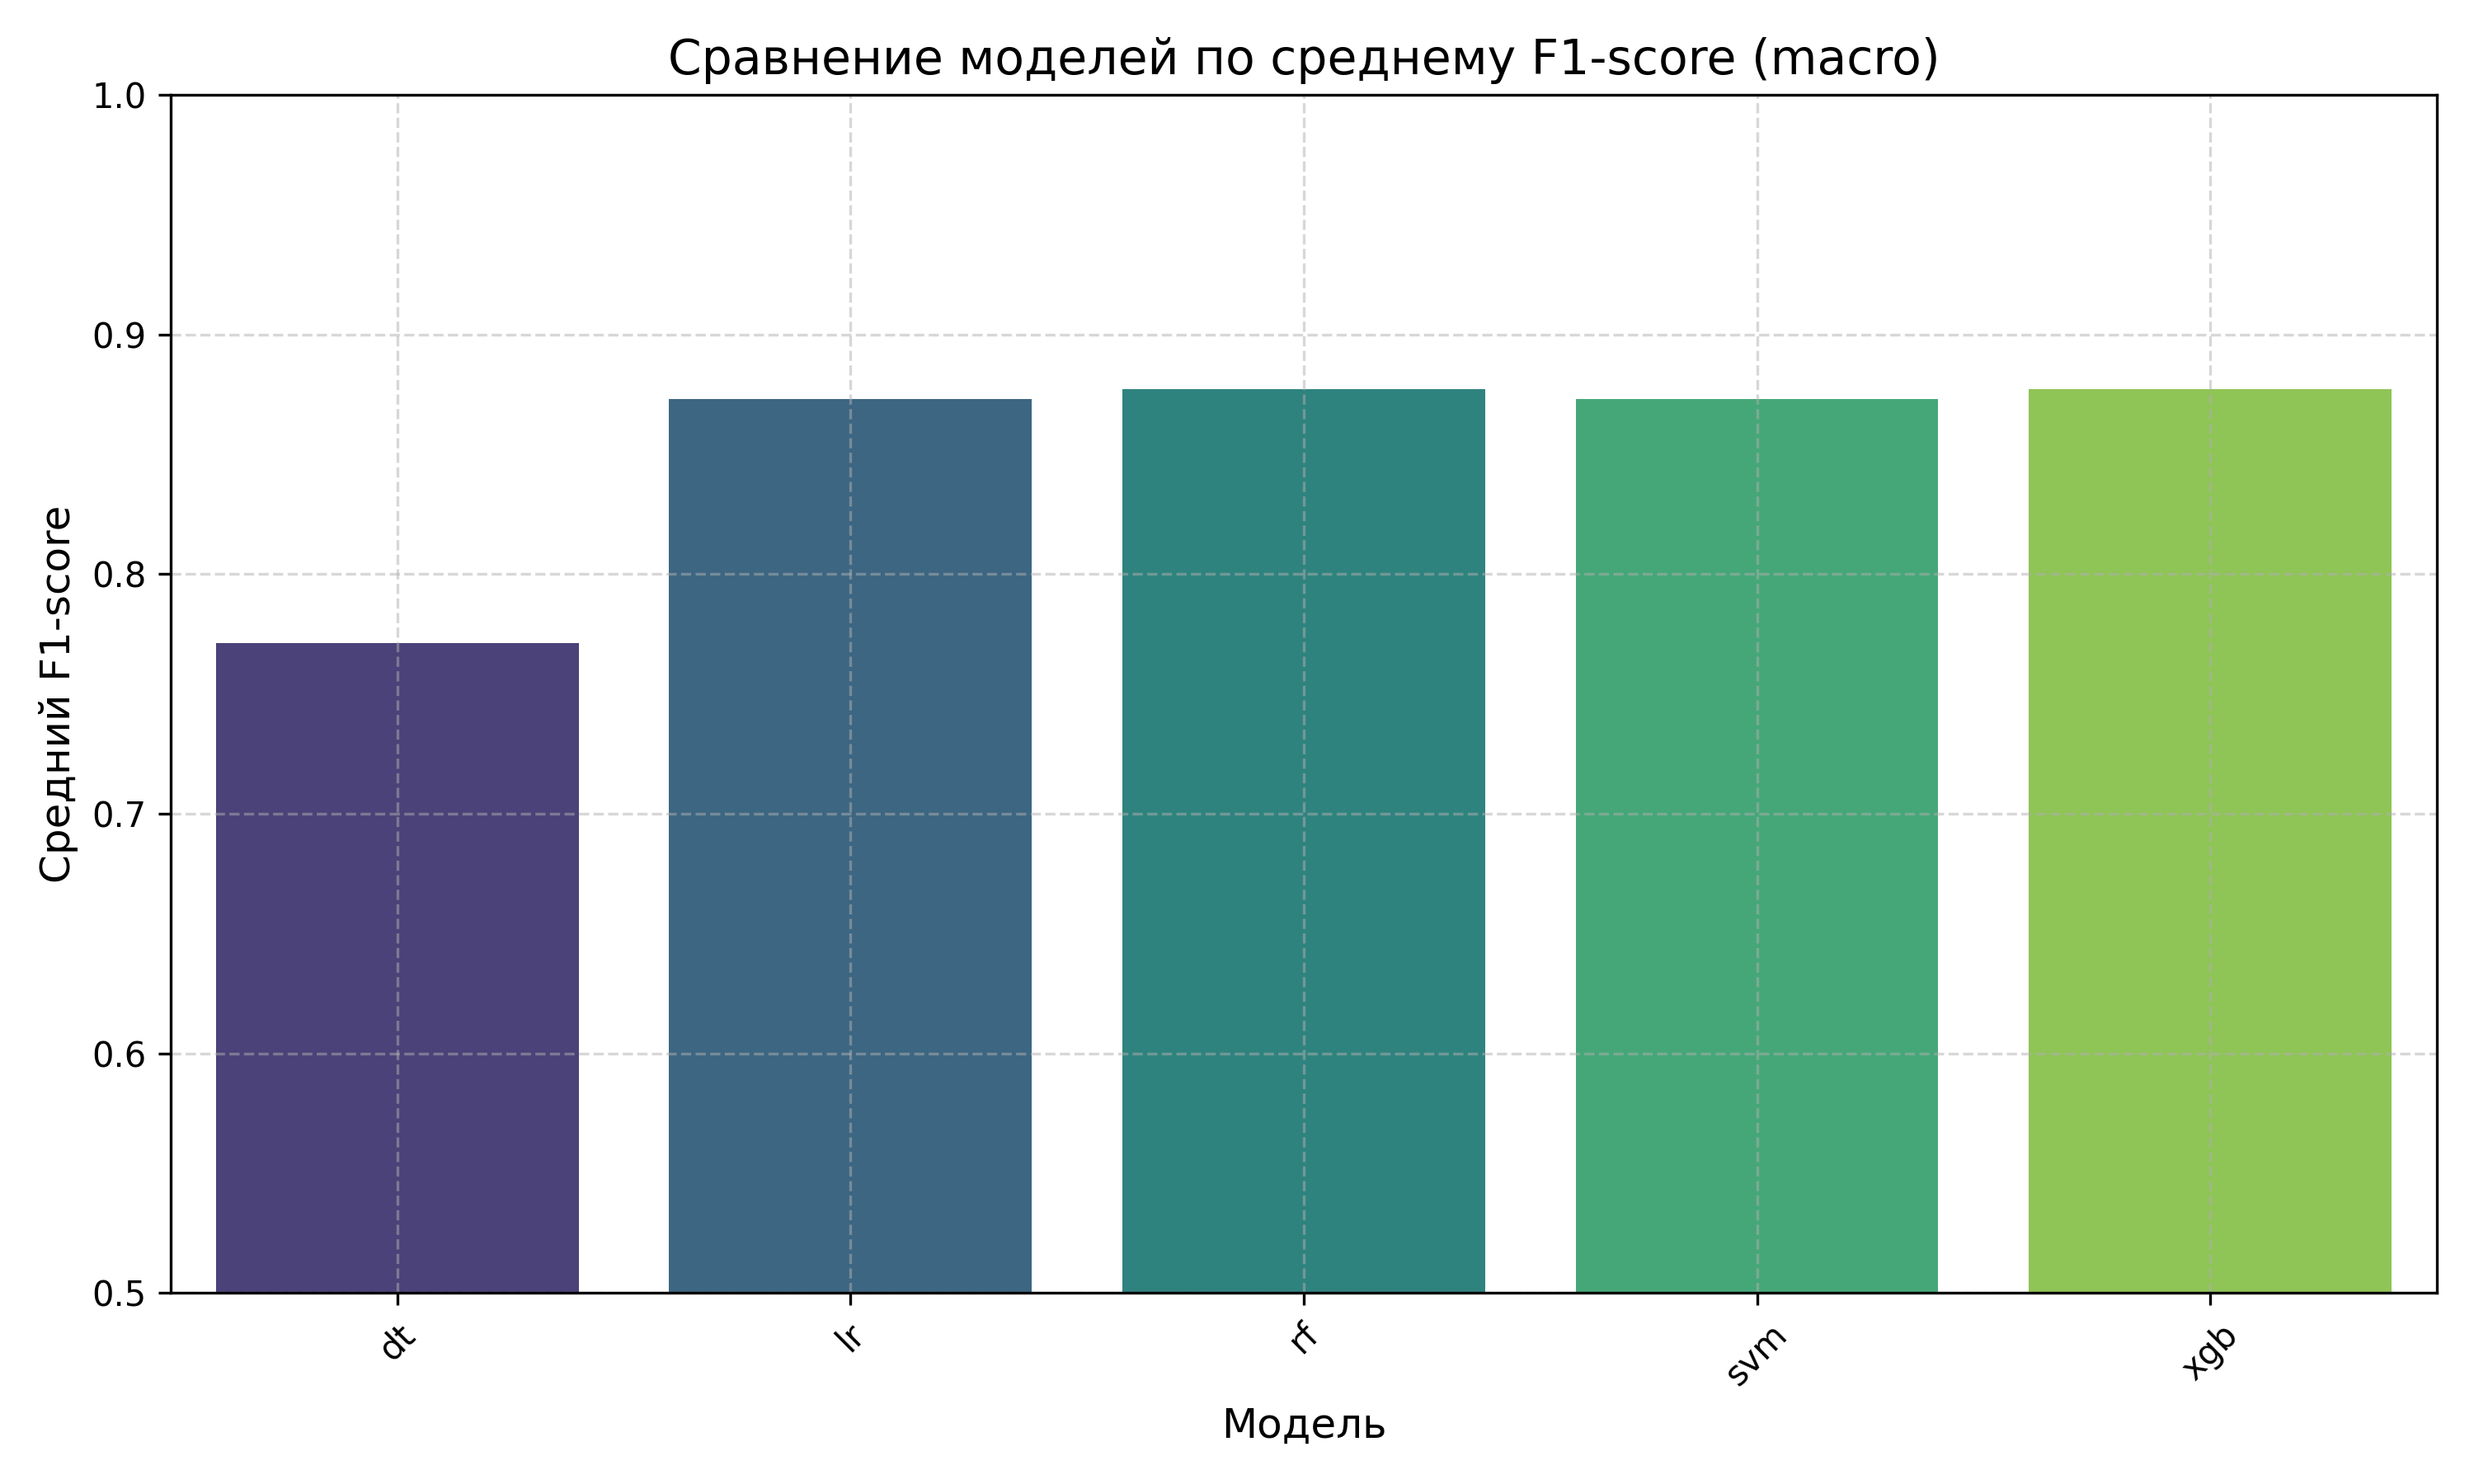 Сравнение моделей по среднему F1-score (macro)
Средний F1-score
1.0
0.9
0.8
0.7
0.6
0.5
dt
lr
rf
svm
xgb
Модель